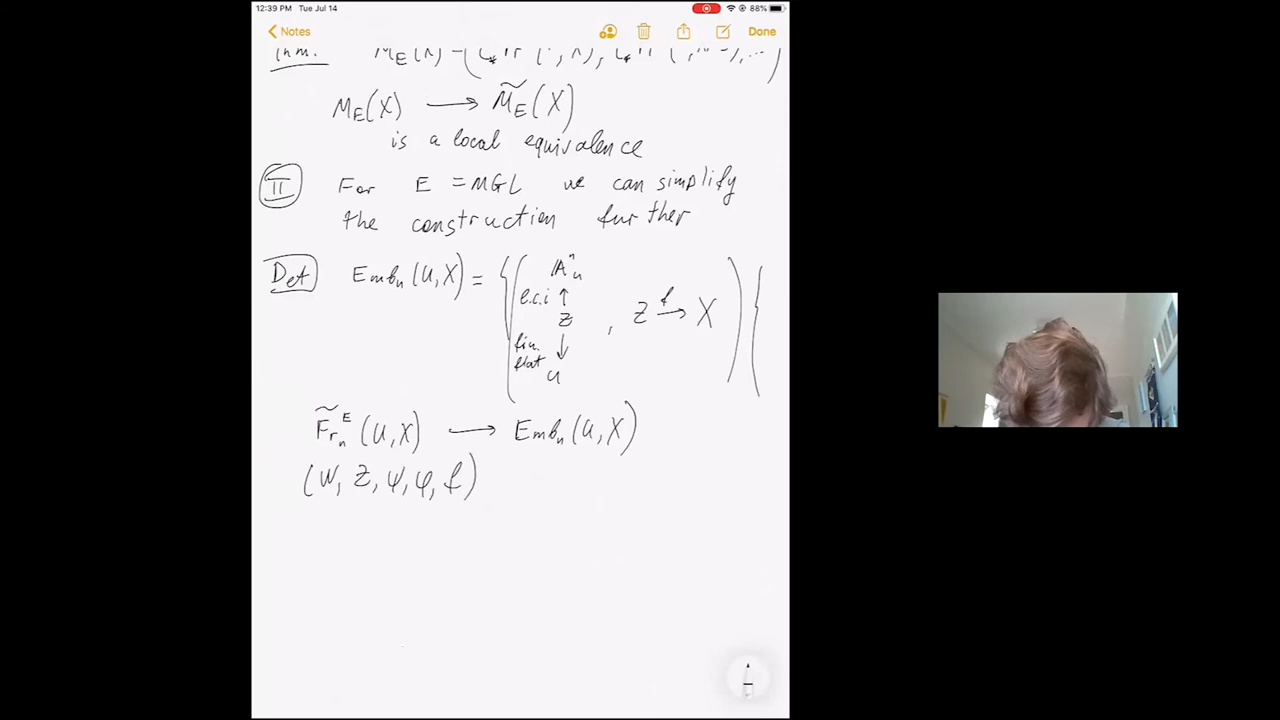 12:39 PM Tue Jul 14 88%
Notes Done
Thm.
M_E(X) ⟶ M̃_E(X)
is a local equivalence
II For E = MGL we can simplify
the construction further
Def Emb_n(U,X) = { ( 𝔸^n_U l.c.i ↑ Z fin. flat ↓ U , Z →^f X ) }
F̃r^E_n (U,X) ⟶ Emb_n(U,X)
(W, Z, ψ, φ, f)